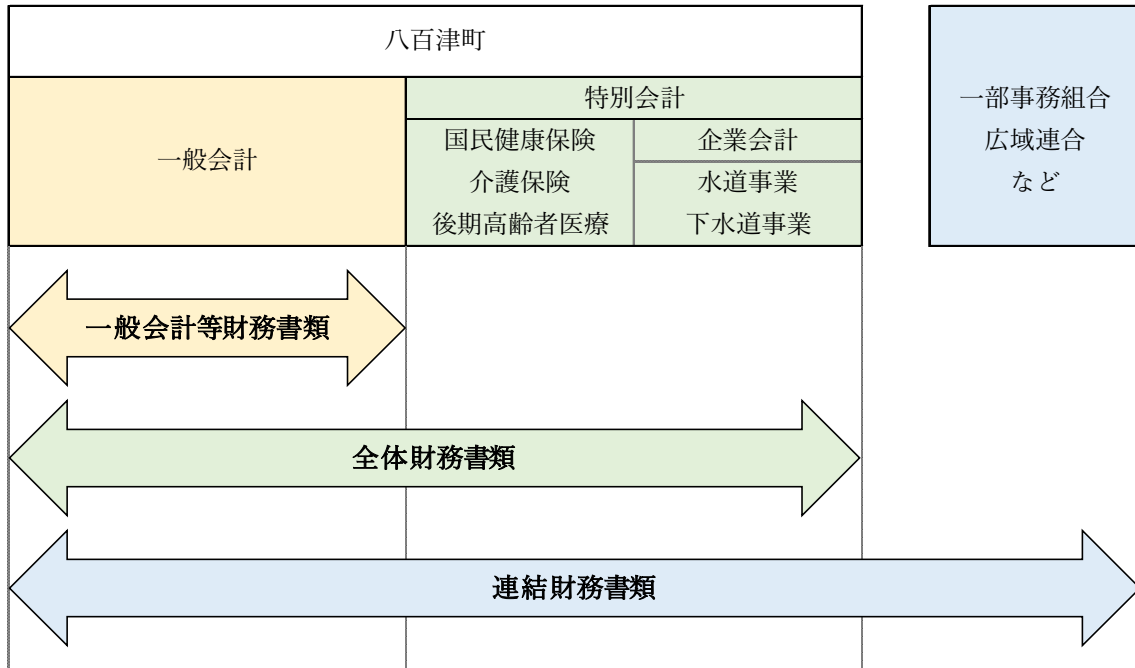 八百津町
一般会計
特別会計
国民健康保険
介護保険
後期高齢者医療
企業会計
水道事業
下水道事業
一部事務組合
広域連合
など
一般会計等財務書類
全体財務書類
連結財務書類